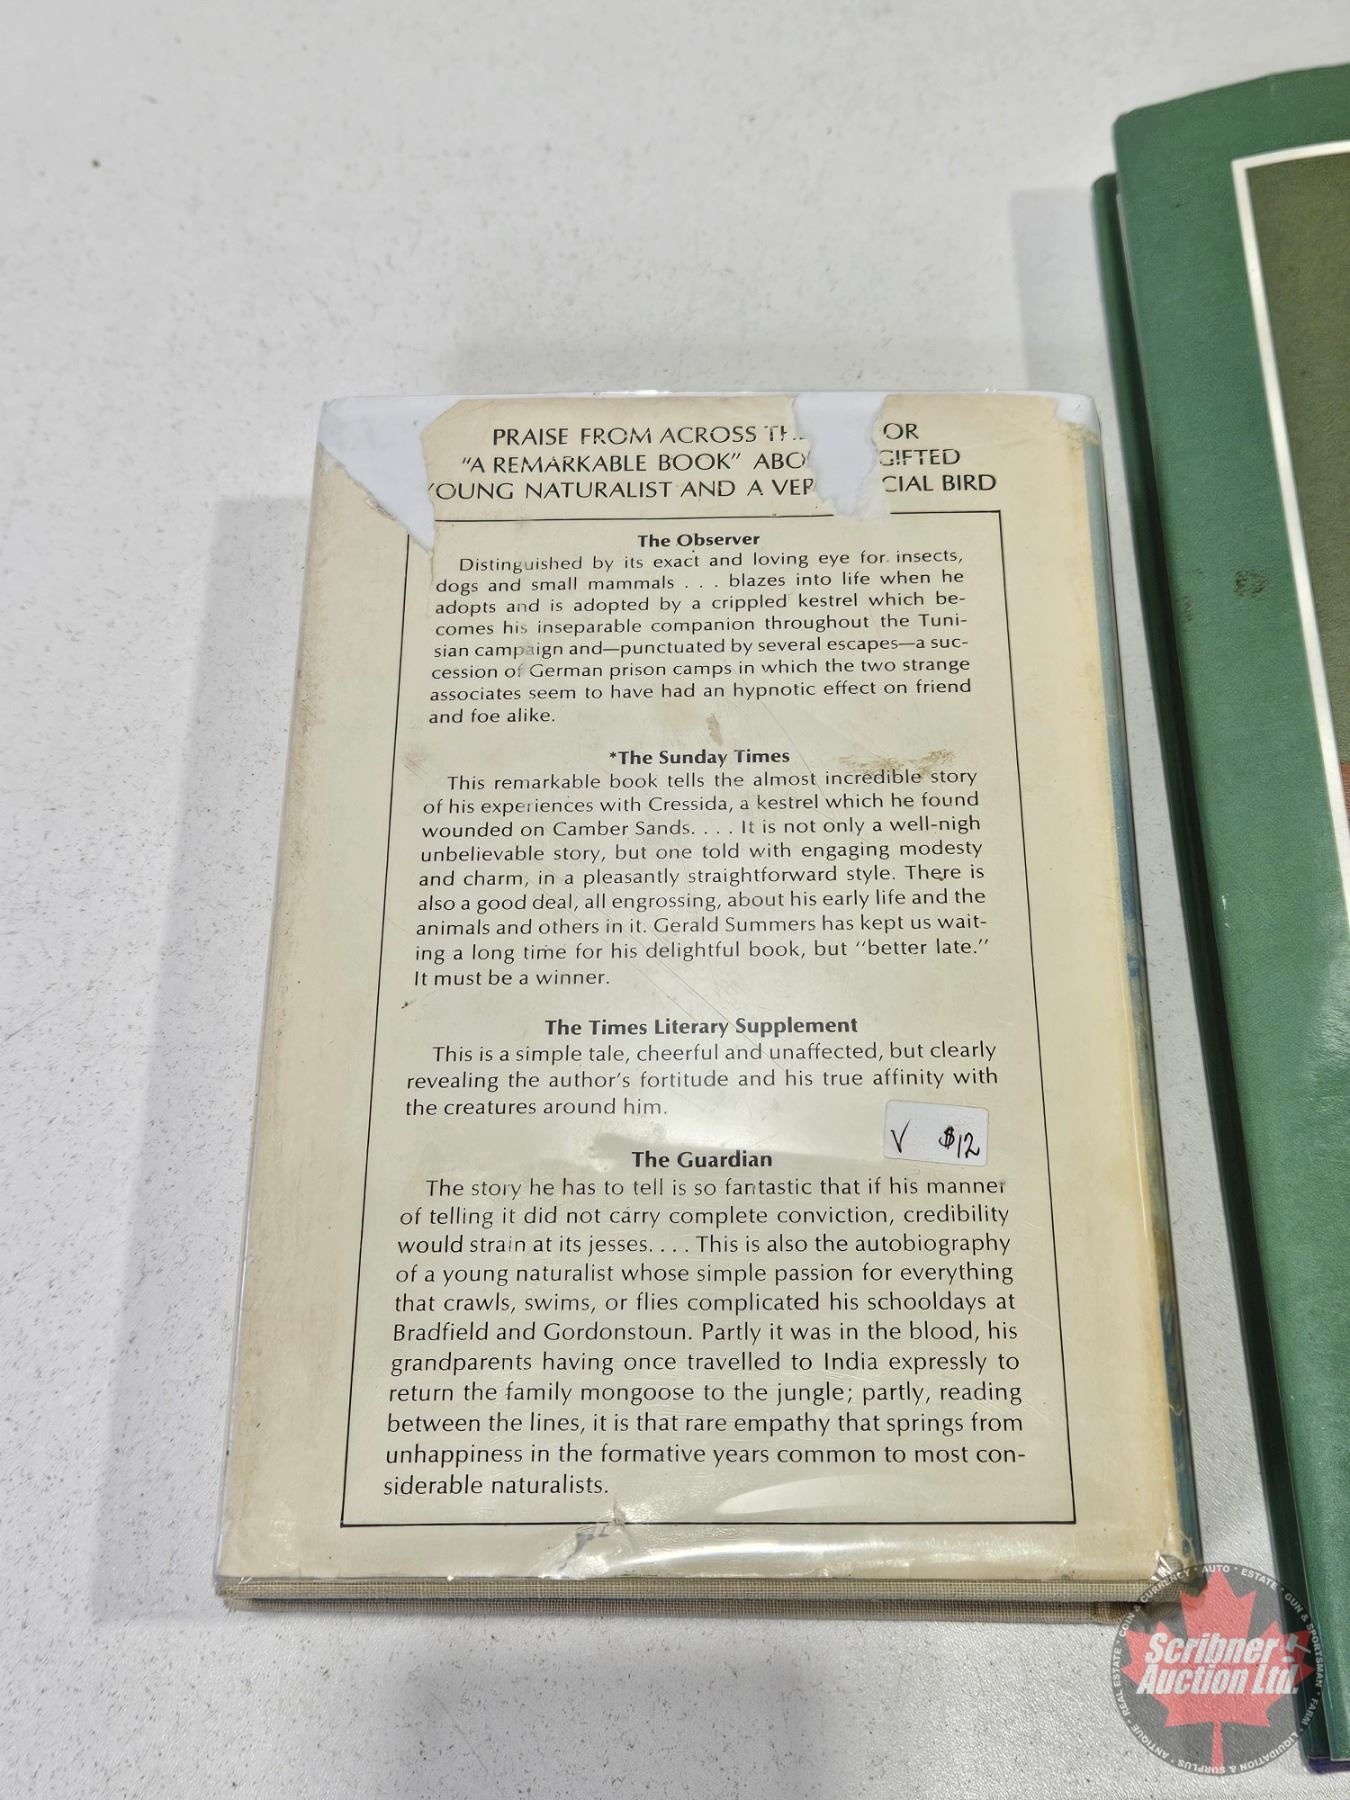 PRAISE FROM ACROSS OR
"A REMARKABLE BOOK" GIFTED
YOUNG NATURALIST AND A BIRD
The Observer
Distinguished by its exact and loving eye for insects,
dogs and small mammals . . . blazes into life when he
adopts and is adopted by a crippled kestrel which be-
comes his inseparable companion throughout the Tuni-
sian campaign and—punctuated by several escapes—a suc-
cession of German prison camps in which the two strange
associates seem to have had an hypnotic effect on friend
and foe alike.
*The Sunday Times
This remarkable book tells the almost incredible story
of his experiences with Cressida, a kestrel which he found
wounded on Camber Sands. . . . It is not only a well-nigh
unbelievable story, but one told with engaging modesty
and charm, in a pleasantly straightforward style. There is
also a good deal, all engrossing, about his early life and the
animals and others in it. Gerald Summers has kept us wait-
ing a long time for his delightful book, but "better late."
It must be a winner.
The Times Literary Supplement
This is a simple tale, cheerful and unaffected, but clearly
revealing the author's fortitude and his true affinity with
the creatures around him.
V $12
The Guardian
The story he has to tell is so fantastic that if his manner
of telling it did not carry complete conviction, credibility
would strain at its jesses. . . . This is also the autobiography
of a young naturalist whose simple passion for everything
that crawls, swims, or flies complicated his schooldays at
Bradfield and Gordonstoun. Partly it was in the blood, his
grandparents having once travelled to India expressly to
return the family mongoose to the jungle; partly, reading
between the lines, it is that rare empathy that springs from
unhappiness in the formative years common to most con-
siderable naturalists.
COIN & CURRENCY • AUTO • ESTATE • GUN & SPORTSMAN • FARM • LIQUIDATION & SURPLUS • ANTIQUE • REAL ESTATE •
Scribner
Auction Ltd.